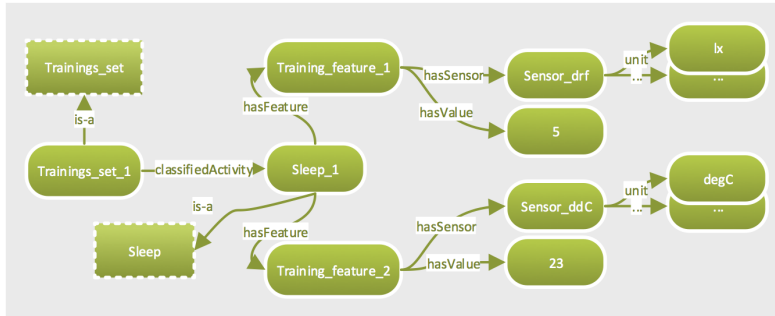 Trainings_set
is-a
Trainings_set_1
classifiedActivity
Sleep_1
is-a
Sleep
hasFeature
Training_feature_1
hasSensor
Sensor_drf
unit
lx
...
...
hasValue
5
hasFeature
Training_feature_2
hasSensor
Sensor_ddC
unit
degC
...
...
hasValue
23